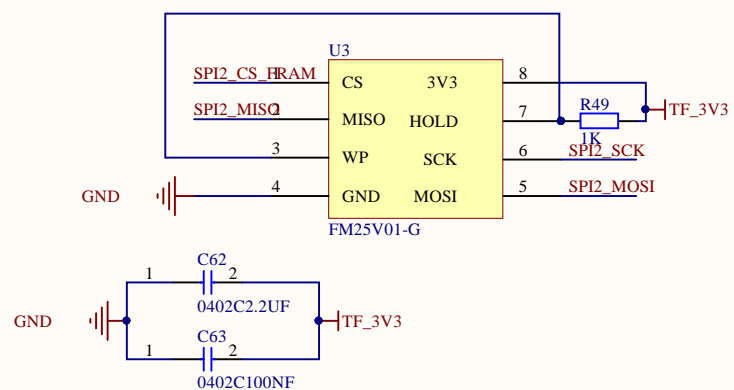 U3
SPI2_CS_FRAM 1 CS 3V3 8
SPI2_MISO 2 MISO HOLD 7 R49 TF_3V3
1K
3 WP SCK 6 SPI2_SCK
GND 4 GND MOSI 5 SPI2_MOSI
FM25V01-G
C62
1 2
0402C2.2UF
GND TF_3V3
C63
1 2
0402C100NF